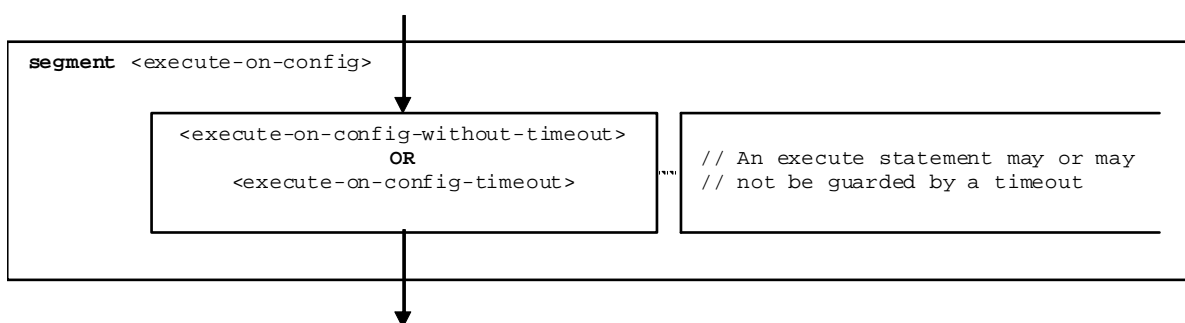 segment <execute-on-config>
<execute-on-config-without-timeout>
OR
<execute-on-config-timeout>
// An execute statement may or may
// not be guarded by a timeout